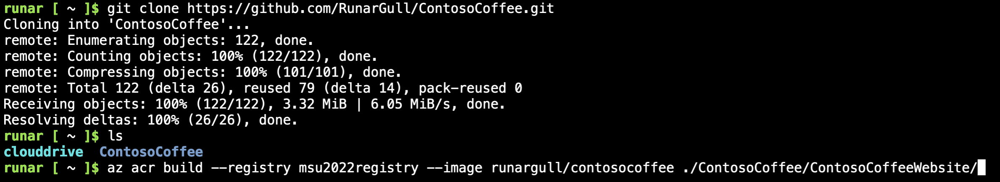 runar [ ~ ]$ git clone https://github.com/RunarGull/ContosoCoffee.git
Cloning into 'ContosoCoffee'...
remote: Enumerating objects: 122, done.
remote: Counting objects: 100% (122/122), done.
remote: Compressing objects: 100% (101/101), done.
remote: Total 122 (delta 26), reused 79 (delta 14), pack-reused 0
Receiving objects: 100% (122/122), 3.32 MiB | 6.05 MiB/s, done.
Resolving deltas: 100% (26/26), done.
runar [ ~ ]$ ls
clouddrive  ContosoCoffee
runar [ ~ ]$ az acr build --registry msu2022registry --image runargull/contosocoffee ./ContosoCoffee/ContosoCoffeeWebsite/